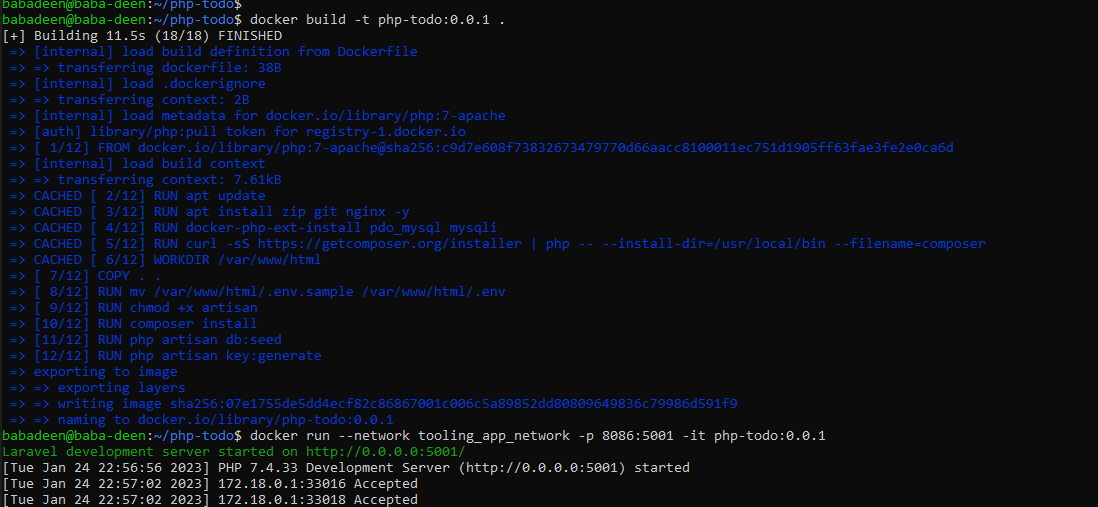 babadeen@baba-deen:~/php-todo$
babadeen@baba-deen:~/php-todo$ docker build -t php-todo:0.0.1 .
[+] Building 11.5s (18/18) FINISHED
=> [internal] load build definition from Dockerfile
=> => transferring dockerfile: 38B
=> [internal] load .dockerignore
=> => transferring context: 2B
=> [internal] load metadata for docker.io/library/php:7-apache
=> [auth] library/php:pull token for registry-1.docker.io
=> [ 1/12] FROM docker.io/library/php:7-apache@sha256:c9d7e608f73832673479770d66aacc8100011ec751d1905ff63fae3fe2e0ca6d
=> [internal] load build context
=> => transferring context: 7.61kB
=> CACHED [ 2/12] RUN apt update
=> CACHED [ 3/12] RUN apt install zip git nginx -y
=> CACHED [ 4/12] RUN docker-php-ext-install pdo_mysql mysqli
=> CACHED [ 5/12] RUN curl -sS https://getcomposer.org/installer | php -- --install-dir=/usr/local/bin --filename=composer
=> CACHED [ 6/12] WORKDIR /var/www/html
=> [ 7/12] COPY . .
=> [ 8/12] RUN mv /var/www/html/.env.sample /var/www/html/.env
=> [ 9/12] RUN chmod +x artisan
=> [10/12] RUN composer install
=> [11/12] RUN php artisan db:seed
=> [12/12] RUN php artisan key:generate
=> exporting to image
=> => exporting layers
=> => writing image sha256:07e1755de5dd4ecf82c86867001c006c5a89852dd80809649836c79986d591f9
=> => naming to docker.io/library/php-todo:0.0.1
babadeen@baba-deen:~/php-todo$ docker run --network tooling_app_network -p 8086:5001 -it php-todo:0.0.1
Laravel development server started on http://0.0.0.0:5001/
[Tue Jan 24 22:56:56 2023] PHP 7.4.33 Development Server (http://0.0.0.0:5001) started
[Tue Jan 24 22:57:02 2023] 172.18.0.1:33016 Accepted
[Tue Jan 24 22:57:02 2023] 172.18.0.1:33018 Accepted